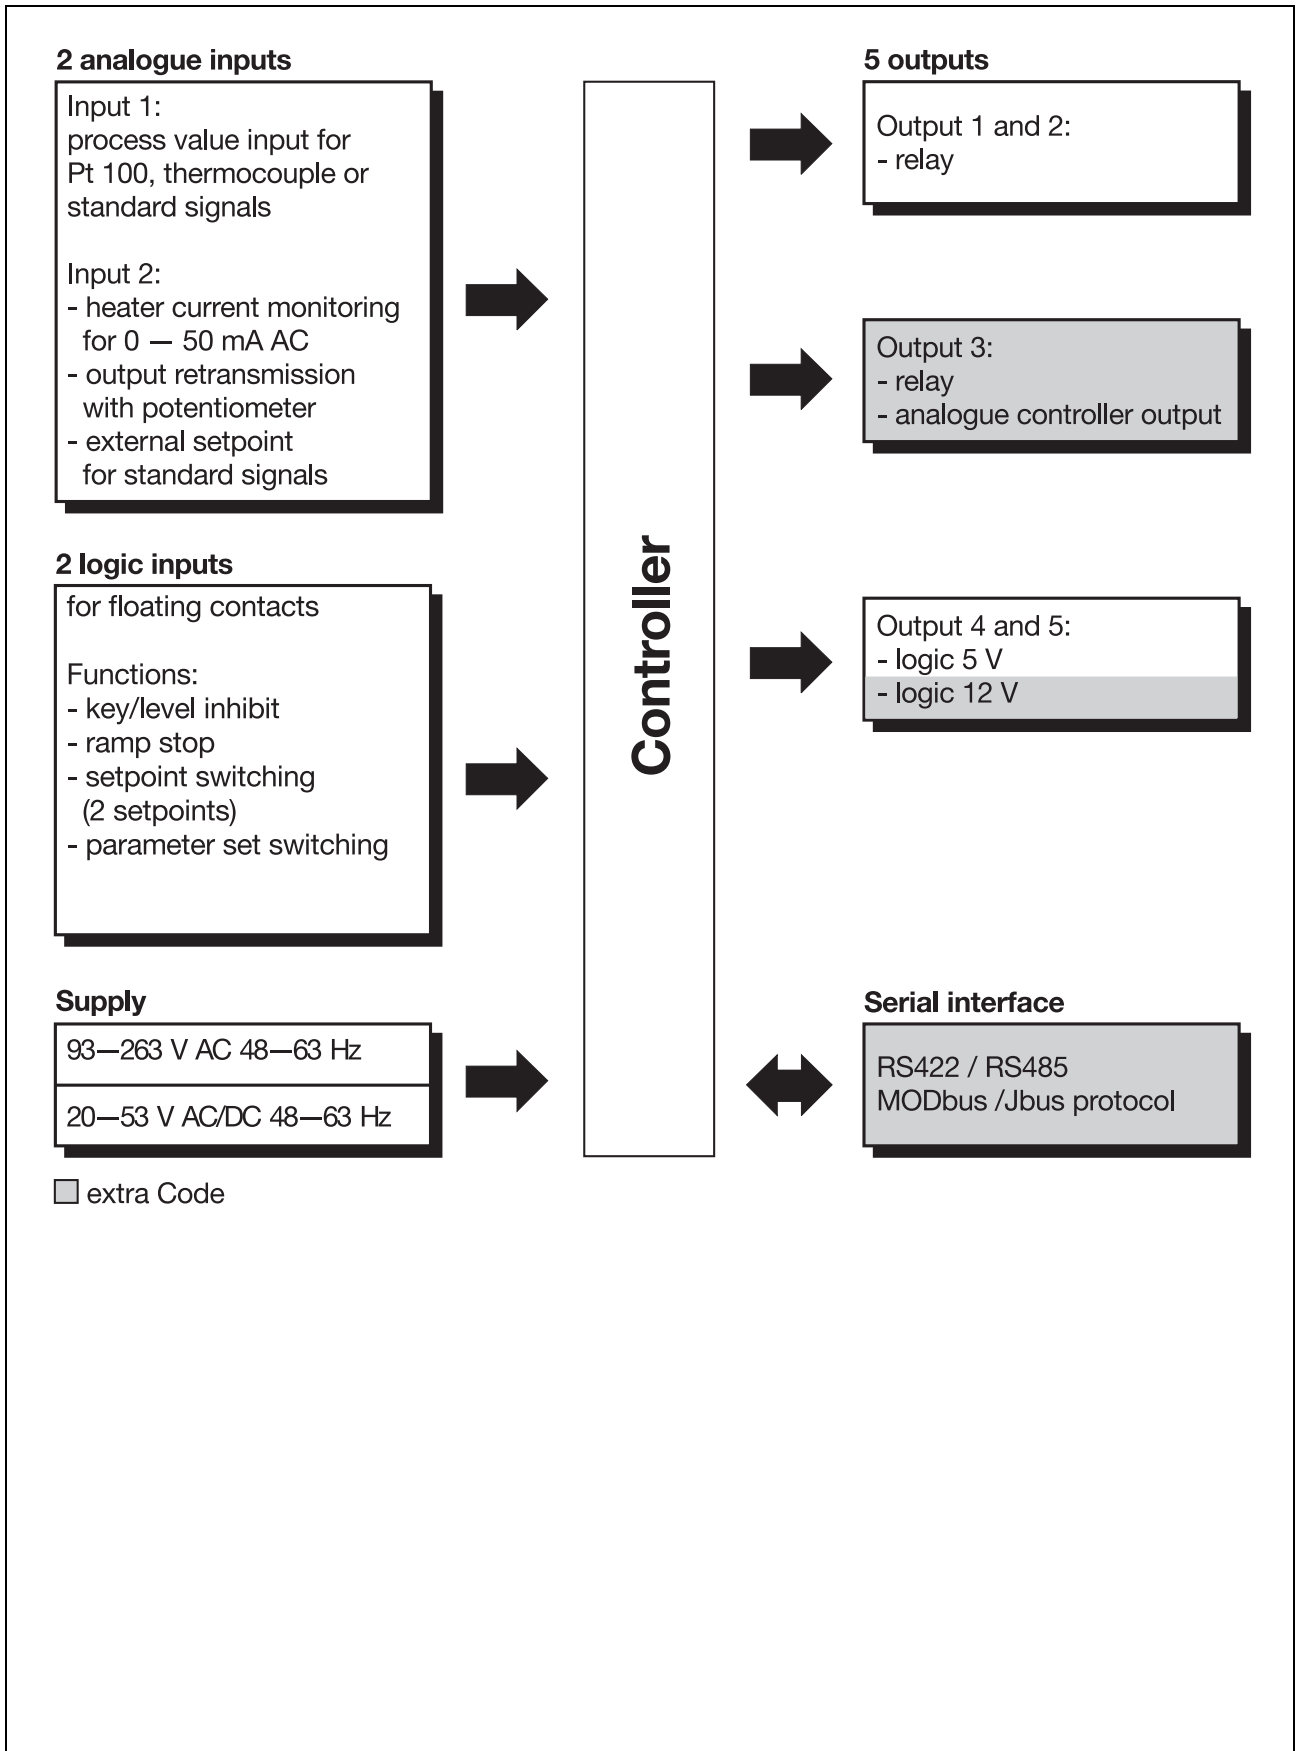 2 analogue inputs
Input 1:
process value input for
Pt 100, thermocouple or
standard signals
Input 2:
- heater current monitoring
for 0 — 50 mA AC
- output retransmission
with potentiometer
- external setpoint
for standard signals
2 logic inputs
for floating contacts
Functions:
- key/level inhibit
- ramp stop
- setpoint switching
(2 setpoints)
- parameter set switching
Supply
93—263 V AC 48—63 Hz
20—53 V AC/DC 48—63 Hz
extra Code
Controller
5 outputs
Output 1 and 2:
- relay
Output 3:
- relay
- analogue controller output
Output 4 and 5:
- logic 5 V
- logic 12 V
Serial interface
RS422 / RS485
MODbus /Jbus protocol